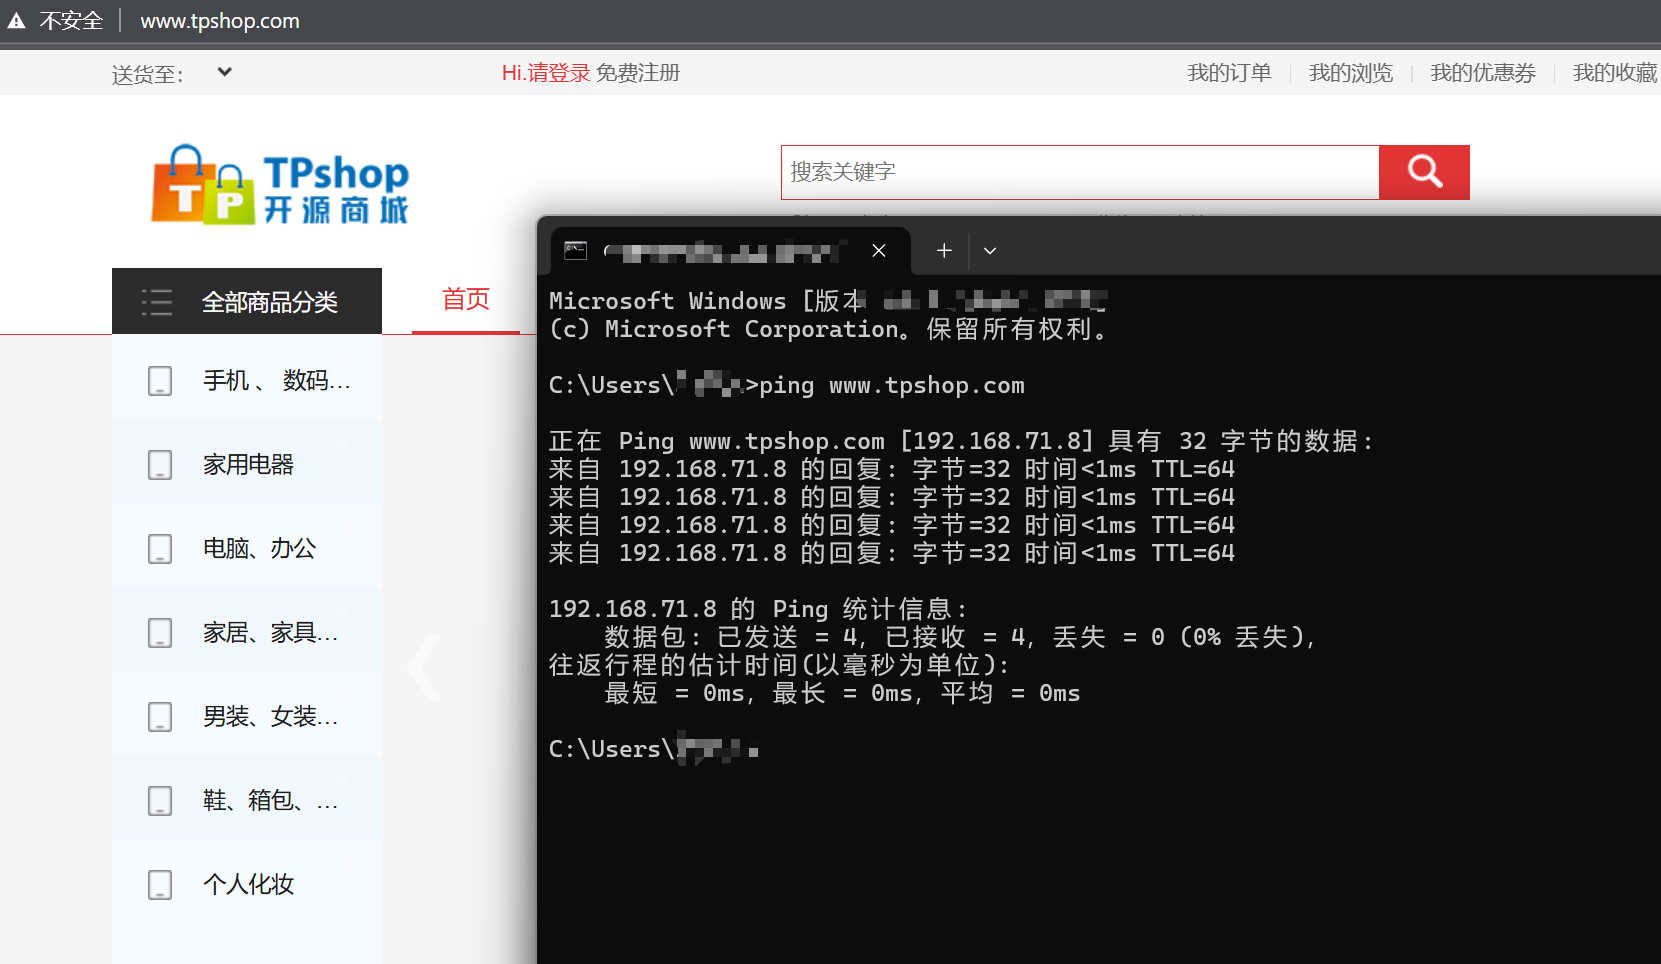 不安全 www.tpshop.com
送货至： Hi.请登录 免费注册 我的订单 我的浏览 我的优惠券 我的收藏
TPshop
开源商城
TP
搜索关键字
全部商品分类 首页
手机 、 数码...
家用电器
电脑、办公
家居、家具...
男装、女装...
鞋、箱包、...
个人化妆
Microsoft Windows [版本
(c) Microsoft Corporation。保留所有权利。
C:\Users\ >ping www.tpshop.com
正在 Ping www.tpshop.com [192.168.71.8] 具有 32 字节的数据:
来自 192.168.71.8 的回复: 字节=32 时间<1ms TTL=64
来自 192.168.71.8 的回复: 字节=32 时间<1ms TTL=64
来自 192.168.71.8 的回复: 字节=32 时间<1ms TTL=64
来自 192.168.71.8 的回复: 字节=32 时间<1ms TTL=64
192.168.71.8 的 Ping 统计信息:
数据包: 已发送 = 4，已接收 = 4，丢失 = 0 (0% 丢失)，
往返行程的估计时间(以毫秒为单位):
最短 = 0ms，最长 = 0ms，平均 = 0ms
C:\Users\